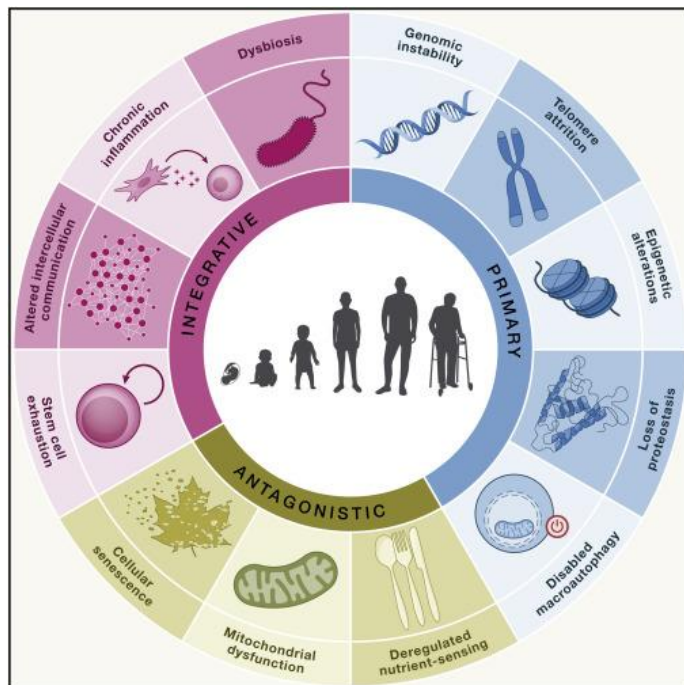 Genomic
instability
Telomere
attrition
Epigenetic
alterations
Loss of
proteostasis
Disabled
macroautophagy
Deregulated
nutrient-sensing
Mitochondrial
dysfunction
Cellular
senescence
Stem cell
exhaustion
Altered intercellular
communication
Chronic
inflammation
Dysbiosis
PRIMARY
ANTAGONISTIC
INTEGRATIVE